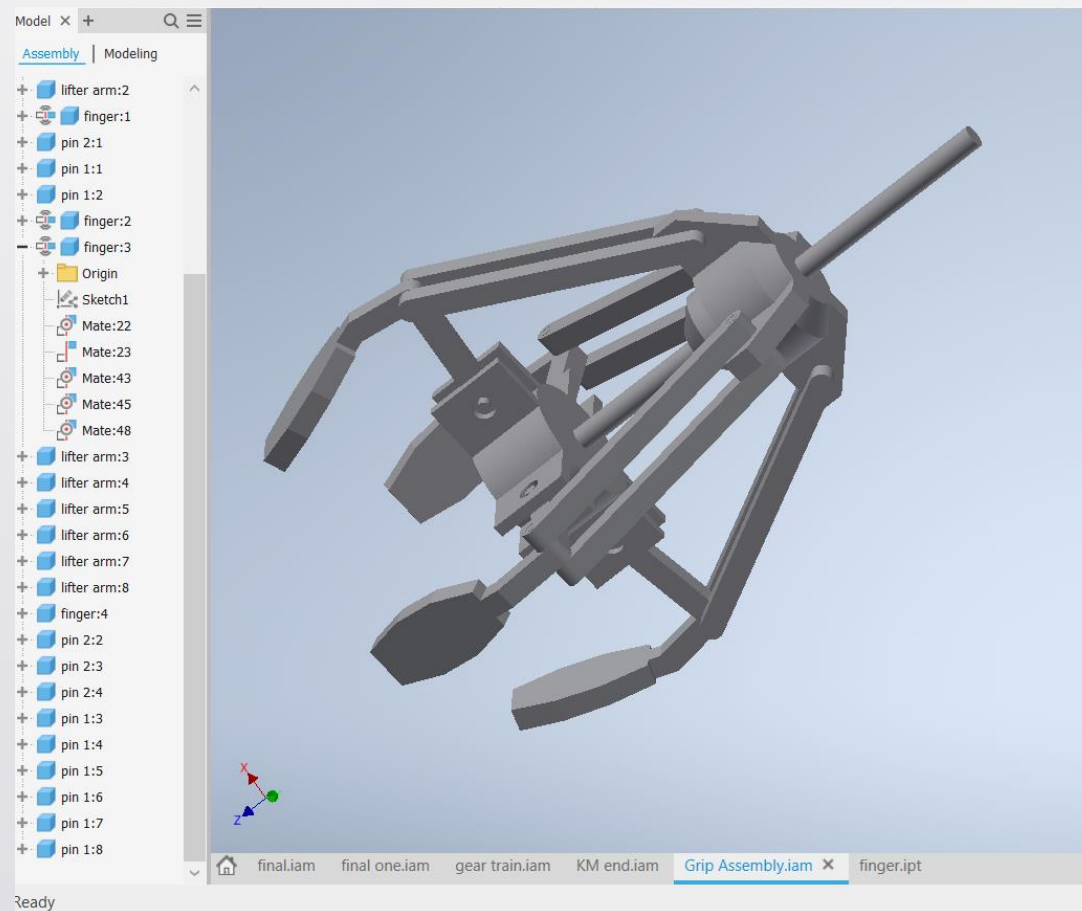 Model
Assembly | Modeling
lifter arm:2
finger:1
pin 2:1
pin 1:1
pin 1:2
finger:2
finger:3
Origin
Sketch1
Mate:22
Mate:23
Mate:43
Mate:45
Mate:48
lifter arm:3
lifter arm:4
lifter arm:5
lifter arm:6
lifter arm:7
lifter arm:8
finger:4
pin 2:2
pin 2:3
pin 2:4
pin 1:3
pin 1:4
pin 1:5
pin 1:6
pin 1:7
pin 1:8
X
Z
final.iam final one.iam gear train.iam KM end.iam Grip Assembly.iam finger.ipt
Ready